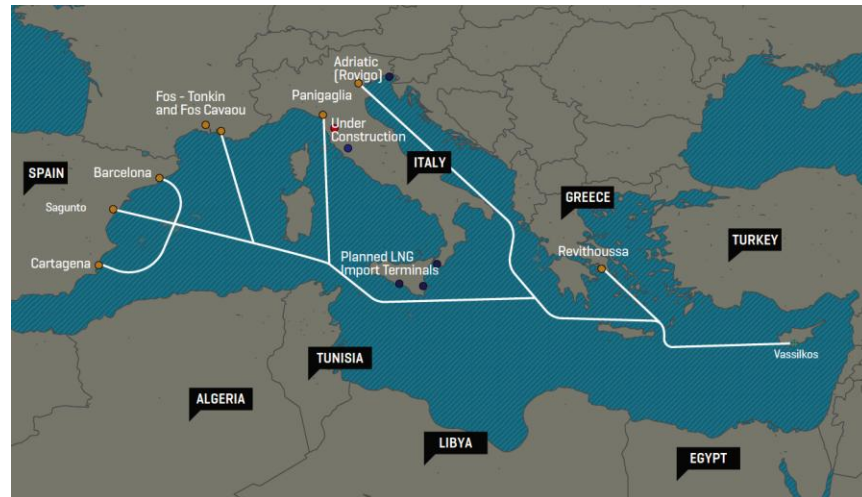 Adriatic
(Rovigo)
Fos - Tonkin
and Fos Cavaou
Panigaglia
Under
Construction
SPAIN
Barcelona
ITALY
Sagunto
GREECE
Cartagena
Planned LNG
Import Terminals
Revithoussa
TURKEY
TUNISIA
Vassilkos
ALGERIA
LIBYA
EGYPT